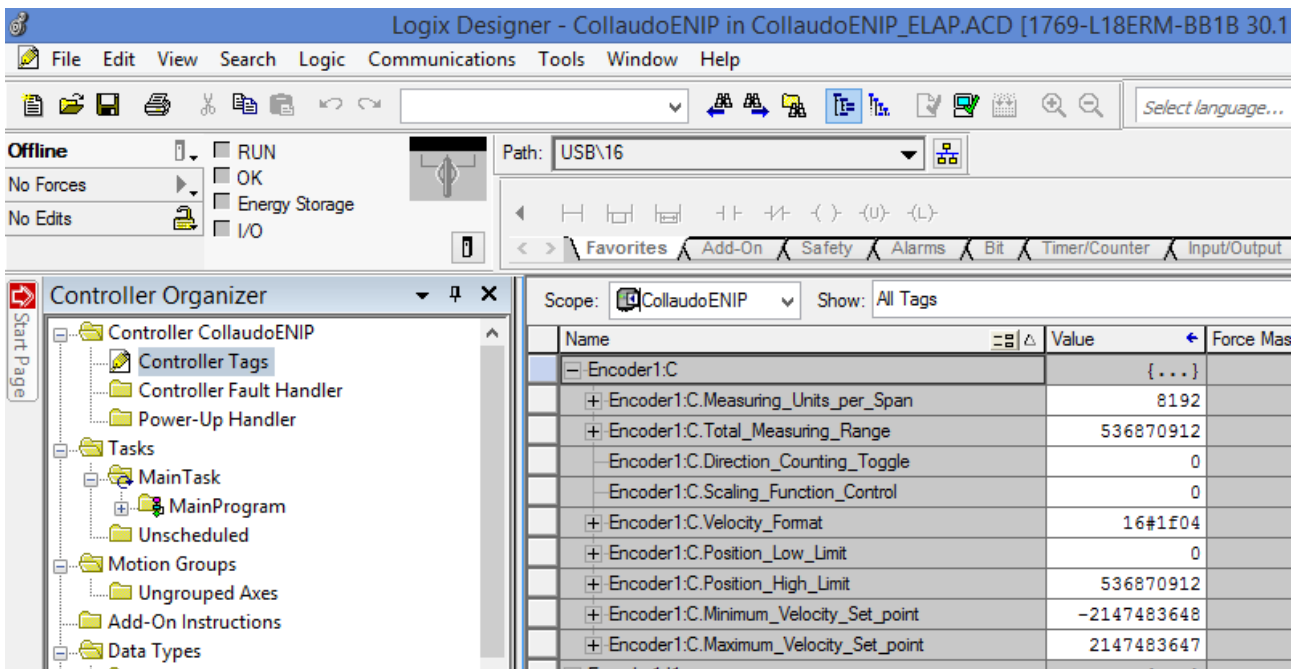 Logix Designer - CollaudoENIP in CollaudoENIP_ELAP.ACD [1769-L18ERM-BB1B 30.1
File Edit View Search Logic Communications Tools Window Help
Select language...
Offline
RUN
Path: USB\16
No Forces
OK
Energy Storage
No Edits
I/O
Favorites Add-On Safety Alarms Bit Timer/Counter Input/Output
Start Page
Controller Organizer
Scope: CollaudoENIP Show: All Tags
Controller CollaudoENIP
Controller Tags
Controller Fault Handler
Power-Up Handler
Tasks
MainTask
MainProgram
Unscheduled
Motion Groups
Ungrouped Axes
Add-On Instructions
Data Types
Name Value Force Mas
Encoder1:C {...}
Encoder1:C.Measuring_Units_per_Span 8192
Encoder1:C.Total_Measuring_Range 536870912
Encoder1:C.Direction_Counting_Toggle 0
Encoder1:C.Scaling_Function_Control 0
Encoder1:C.Velocity_Format 16#1f04
Encoder1:C.Position_Low_Limit 0
Encoder1:C.Position_High_Limit 536870912
Encoder1:C.Minimum_Velocity_Set_point -2147483648
Encoder1:C.Maximum_Velocity_Set_point 2147483647